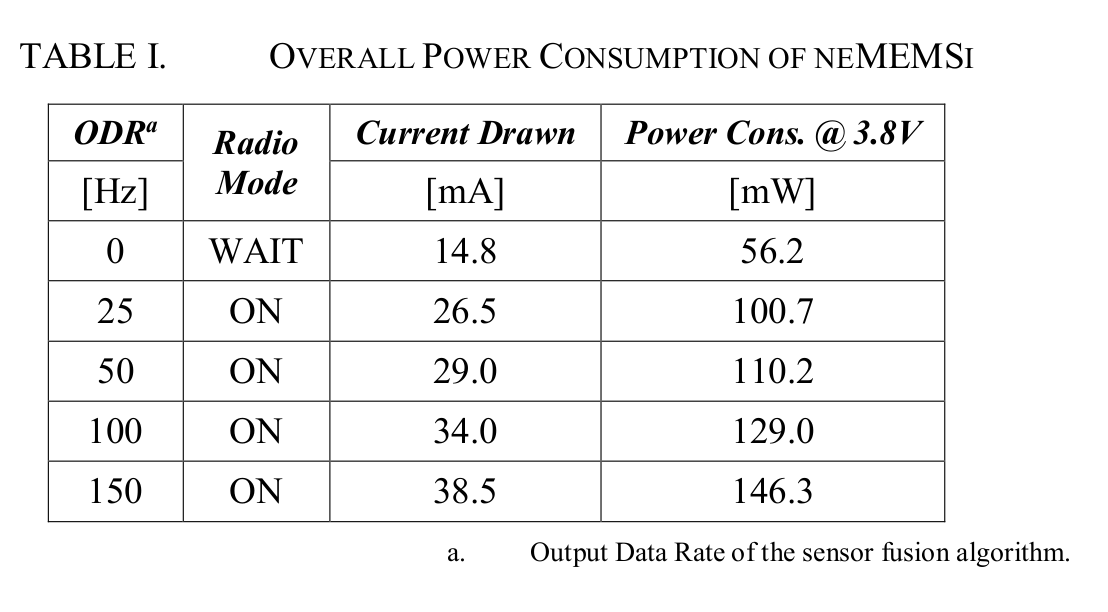 TABLE I. OVERALL POWER CONSUMPTION OF NEMEMSI
ODRa Radio Mode Current Drawn Power Cons. @ 3.8V
[Hz] [mA] [mW]
0 WAIT 14.8 56.2
25 ON 26.5 100.7
50 ON 29.0 110.2
100 ON 34.0 129.0
150 ON 38.5 146.3
a. Output Data Rate of the sensor fusion algorithm.